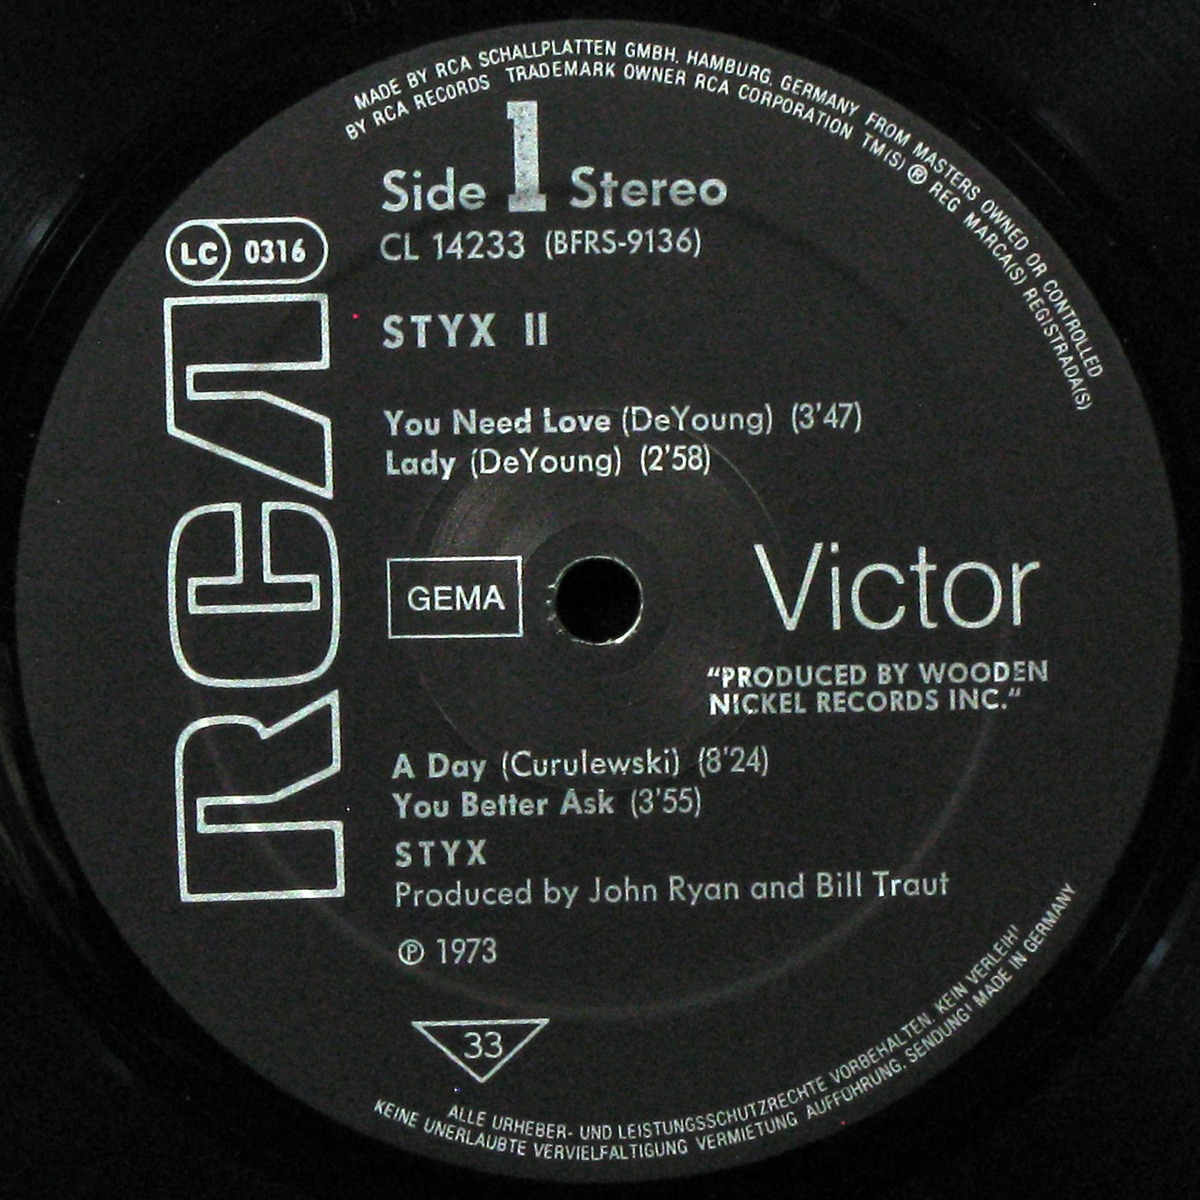 MADE BY RCA SCHALLPLATTEN GMBH, HAMBURG, GERMANY FROM MASTERS OWNED OR CONTROLLED
BY RCA RECORDS TRADEMARK OWNER RCA CORPORATION TM(S) ® REG MARCA(S) REGISTRADA(S)
Side 1 Stereo
LC 0316
CL 14233 (BFRS-9136)
STYX II
You Need Love (DeYoung) (3'47)
Lady (DeYoung) (2'58)
RCA
GEMA
Victor
"PRODUCED BY WOODEN
NICKEL RECORDS INC."
A Day (Curulewski) (8'24)
You Better Ask (3'55)
STYX
Produced by John Ryan and Bill Traut
℗ 1973
33
ALLE URHEBER- UND LEISTUNGSSCHUTZRECHTE VORBEHALTEN. KEIN VERLEIH!
KEINE UNERLAUBTE VERVIELFALTIGUNG VERMIETUNG AUFFÜHRUNG, SENDUNG! MADE IN GERMANY